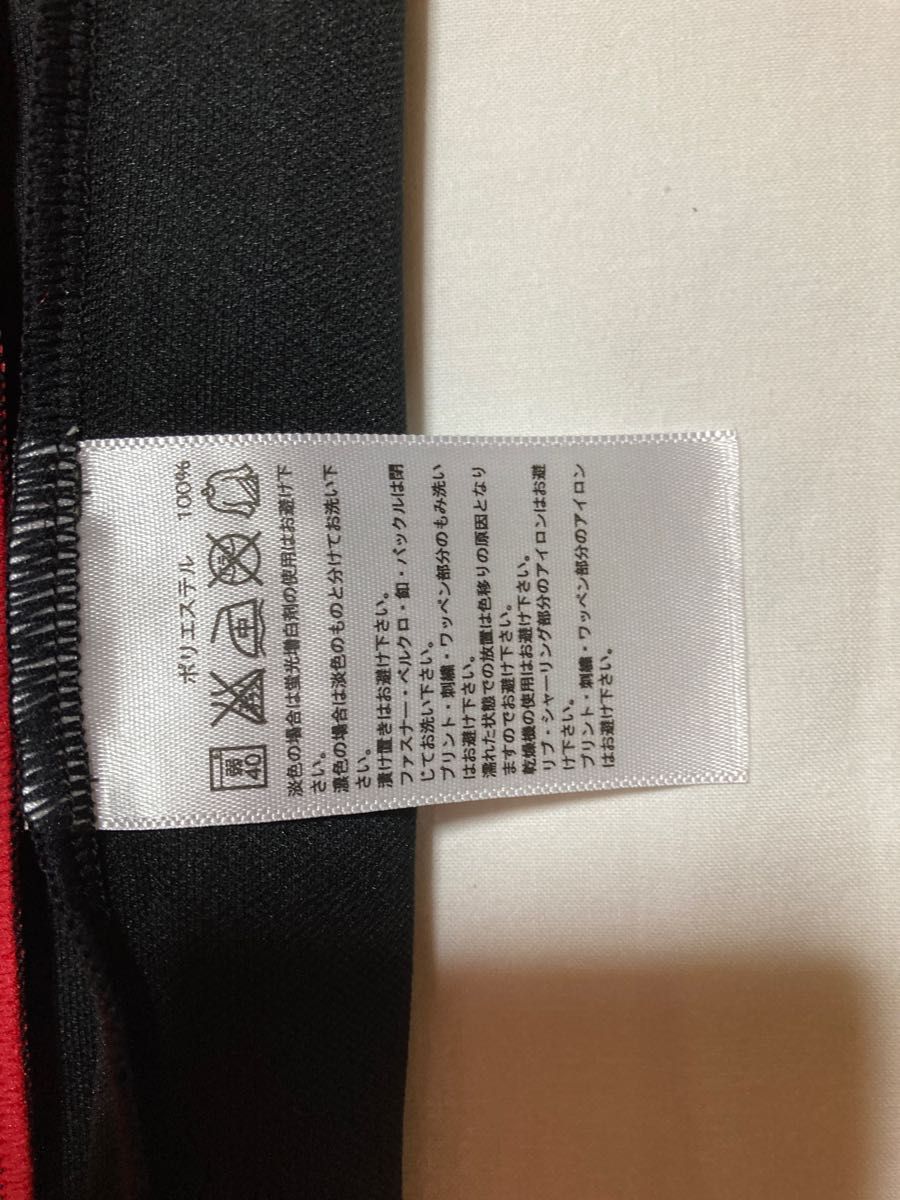 ポリエステル 100%
弱
40
中
淡色の場合は蛍光増白剤の使用はお避け下
さい。
濃色の場合は淡色のものと分けてお洗い下
さい。
漬け置きはお避け下さい。
ファスナー・ベルクロ・釦・バックルは閉
じてお洗い下さい。
プリント・刺繍・ワッペン部分のもみ洗い
はお避け下さい。
濡れた状態での放置は色移りの原因となり
ますのでお避け下さい。
乾燥機の使用はお避け下さい。
リブ・シャーリング部分のアイロンはお避
け下さい。
プリント・刺繍・ワッペン部分のアイロン
はお避け下さい。